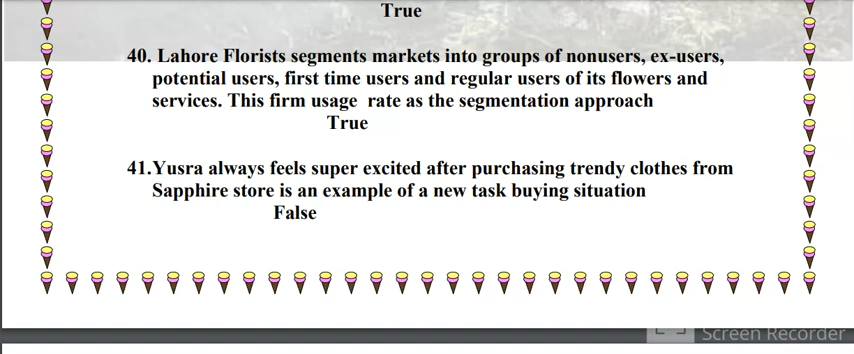 True
40. Lahore Florists segments markets into groups of nonusers, ex-users,
potential users, first time users and regular users of its flowers and
services. This firm usage rate as the segmentation approach
True
41.Yusra always feels super excited after purchasing trendy clothes from
Sapphire store is an example of a new task buying situation
False
Screen Recorder